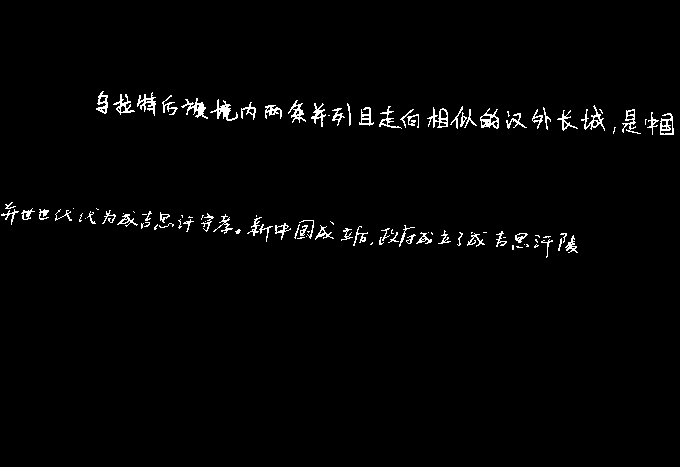 乌拉特后旗境内两条并列且走向相似的汉外长城,是中国
并世世代代为成吉思汗守孝。新中国成立后,政府成立了成吉思汗陵